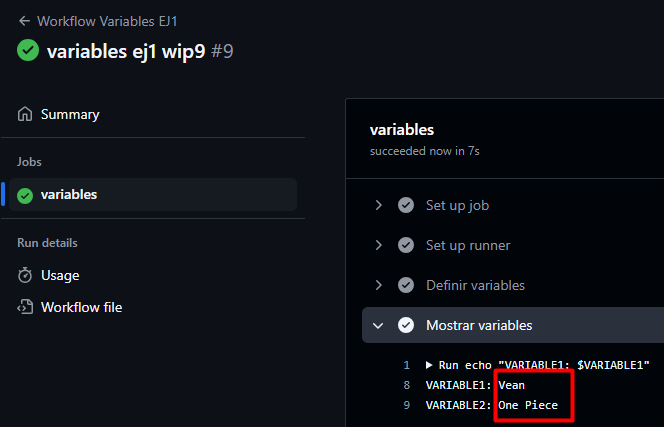 ← Workflow Variables EJ1
variables ej1 wip9 #9
Summary
Jobs
variables
Run details
Usage
Workflow file
variables
succeeded now in 7s
Set up job
Set up runner
Definir variables
Mostrar variables
1 ▶ Run echo "VARIABLE1: $VARIABLE1"
8 VARIABLE1: Vean
9 VARIABLE2: One Piece